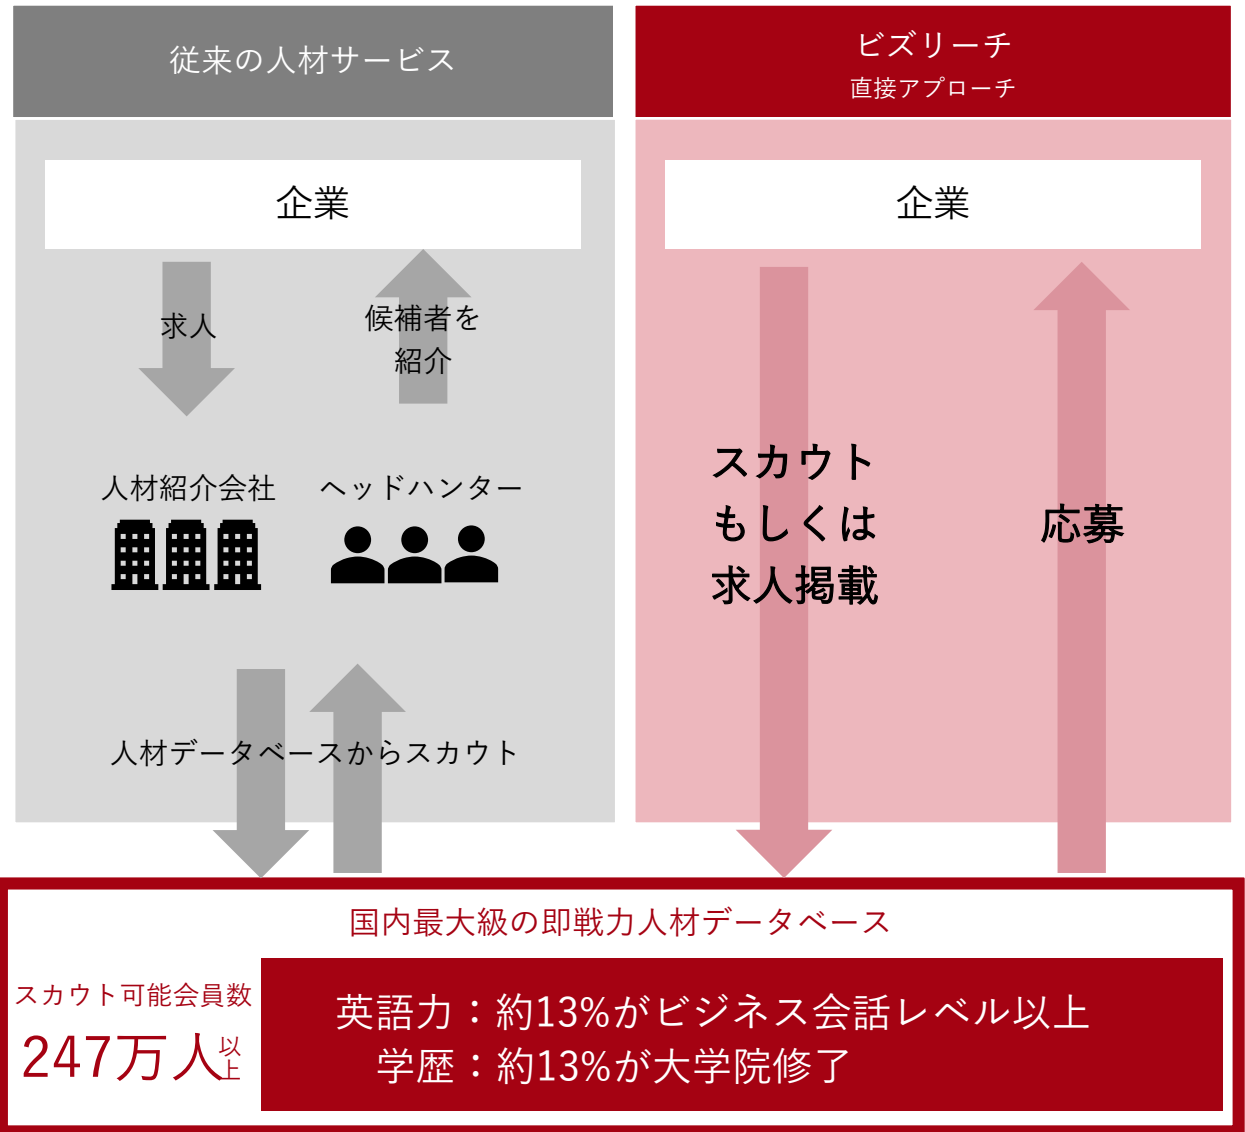 従来の人材サービス
企業
求人
候補者を
紹介
人材紹介会社
ヘッドハンター
人材データベースからスカウト
ビズリーチ
直接アプローチ
企業
スカウト
もしくは
求人掲載
応募
国内最大級の即戦力人材データベース
スカウト可能会員数
247万人以上
英語力：約13%がビジネス会話レベル以上
学歴：約13%が大学院修了